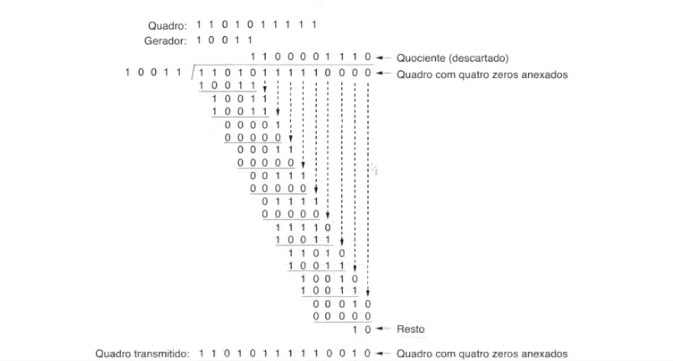 Quadro: 1 1 0 1 0 1 1 1 1 1
Gerador: 1 0 0 1 1
1 1 0 0 0 0 1 1 1 0 Quociente (descartado)
1 0 0 1 1 1 1 0 1 0 1 1 1 1 1 0 0 0 0 Quadro com quatro zeros anexados
1 0 0 1 1
1 0 0 1 1
1 0 0 1 1
0 0 0 0 1
0 0 0 0 0
0 0 0 1 1
0 0 0 0 0
0 0 1 1 1
0 0 0 0 0
0 1 1 1 1
0 0 0 0 0
1 1 1 1 0
1 0 0 1 1
1 1 0 1 0
1 0 0 1 1
1 0 0 1 0
1 0 0 1 1
0 0 0 1 0
0 0 0 0 0
1 0 Resto
Quadro transmitido: 1 1 0 1 0 1 1 1 1 1 0 0 1 0 Quadro com quatro zeros anexados